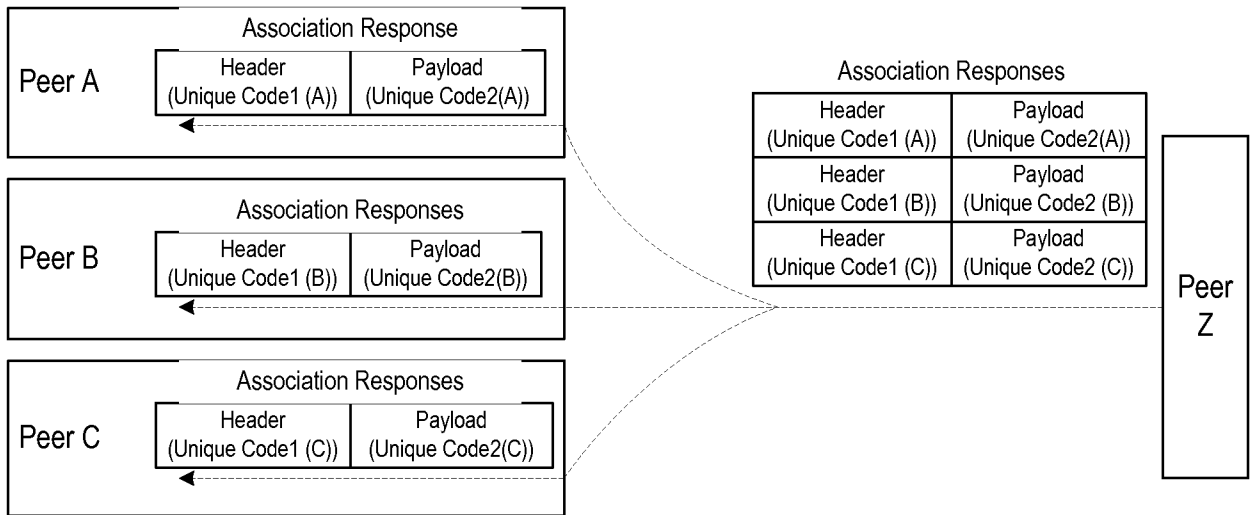 Association Response
Peer A
Header
(Unique Code1 (A))
Payload
(Unique Code2(A))
Association Responses
Peer B
Header
(Unique Code1 (B))
Payload
(Unique Code2(B))
Association Responses
Peer C
Header
(Unique Code1 (C))
Payload
(Unique Code2(C))
Association Responses
Header
(Unique Code1 (A))
Payload
(Unique Code2(A))
Header
(Unique Code1 (B))
Payload
(Unique Code2 (B))
Header
(Unique Code1 (C))
Payload
(Unique Code2 (C))
Peer
Z